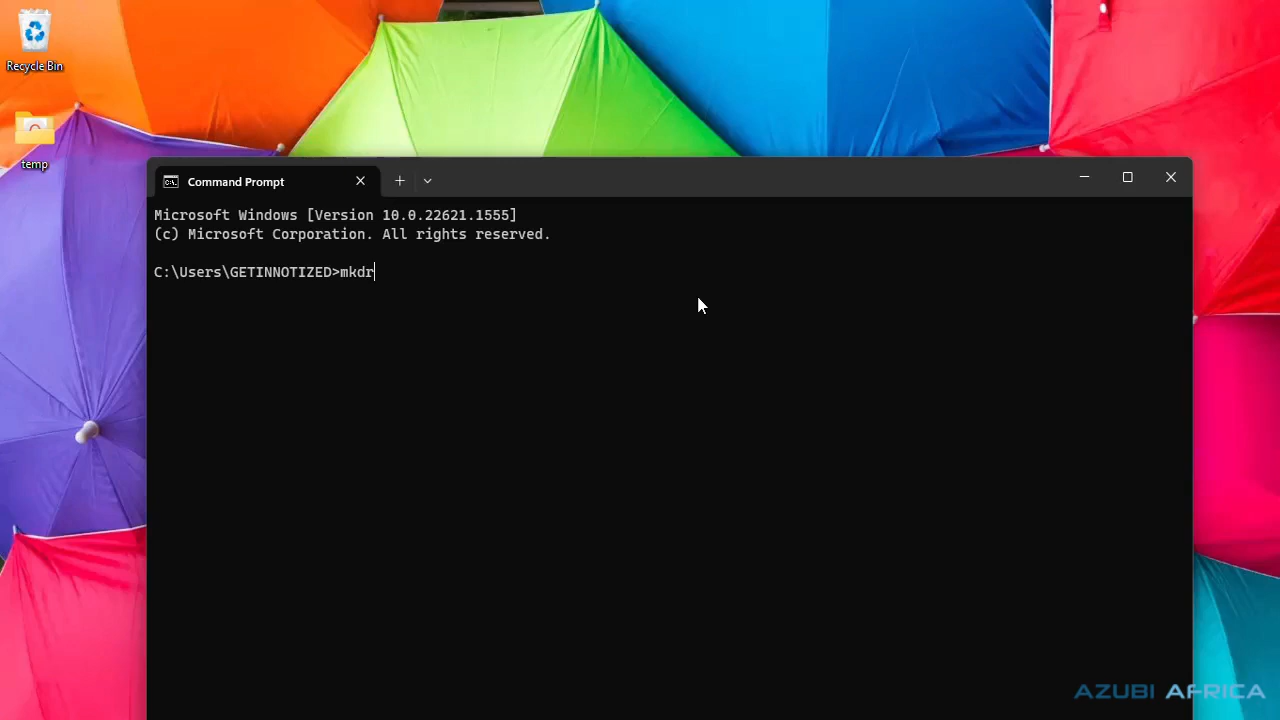 Recycle Bin
temp
Command Prompt
Microsoft Windows [Version 10.0.22621.1555]
(c) Microsoft Corporation. All rights reserved.
C:\Users\GETINNOTIZED>mkdr
AZUBI AFRICA